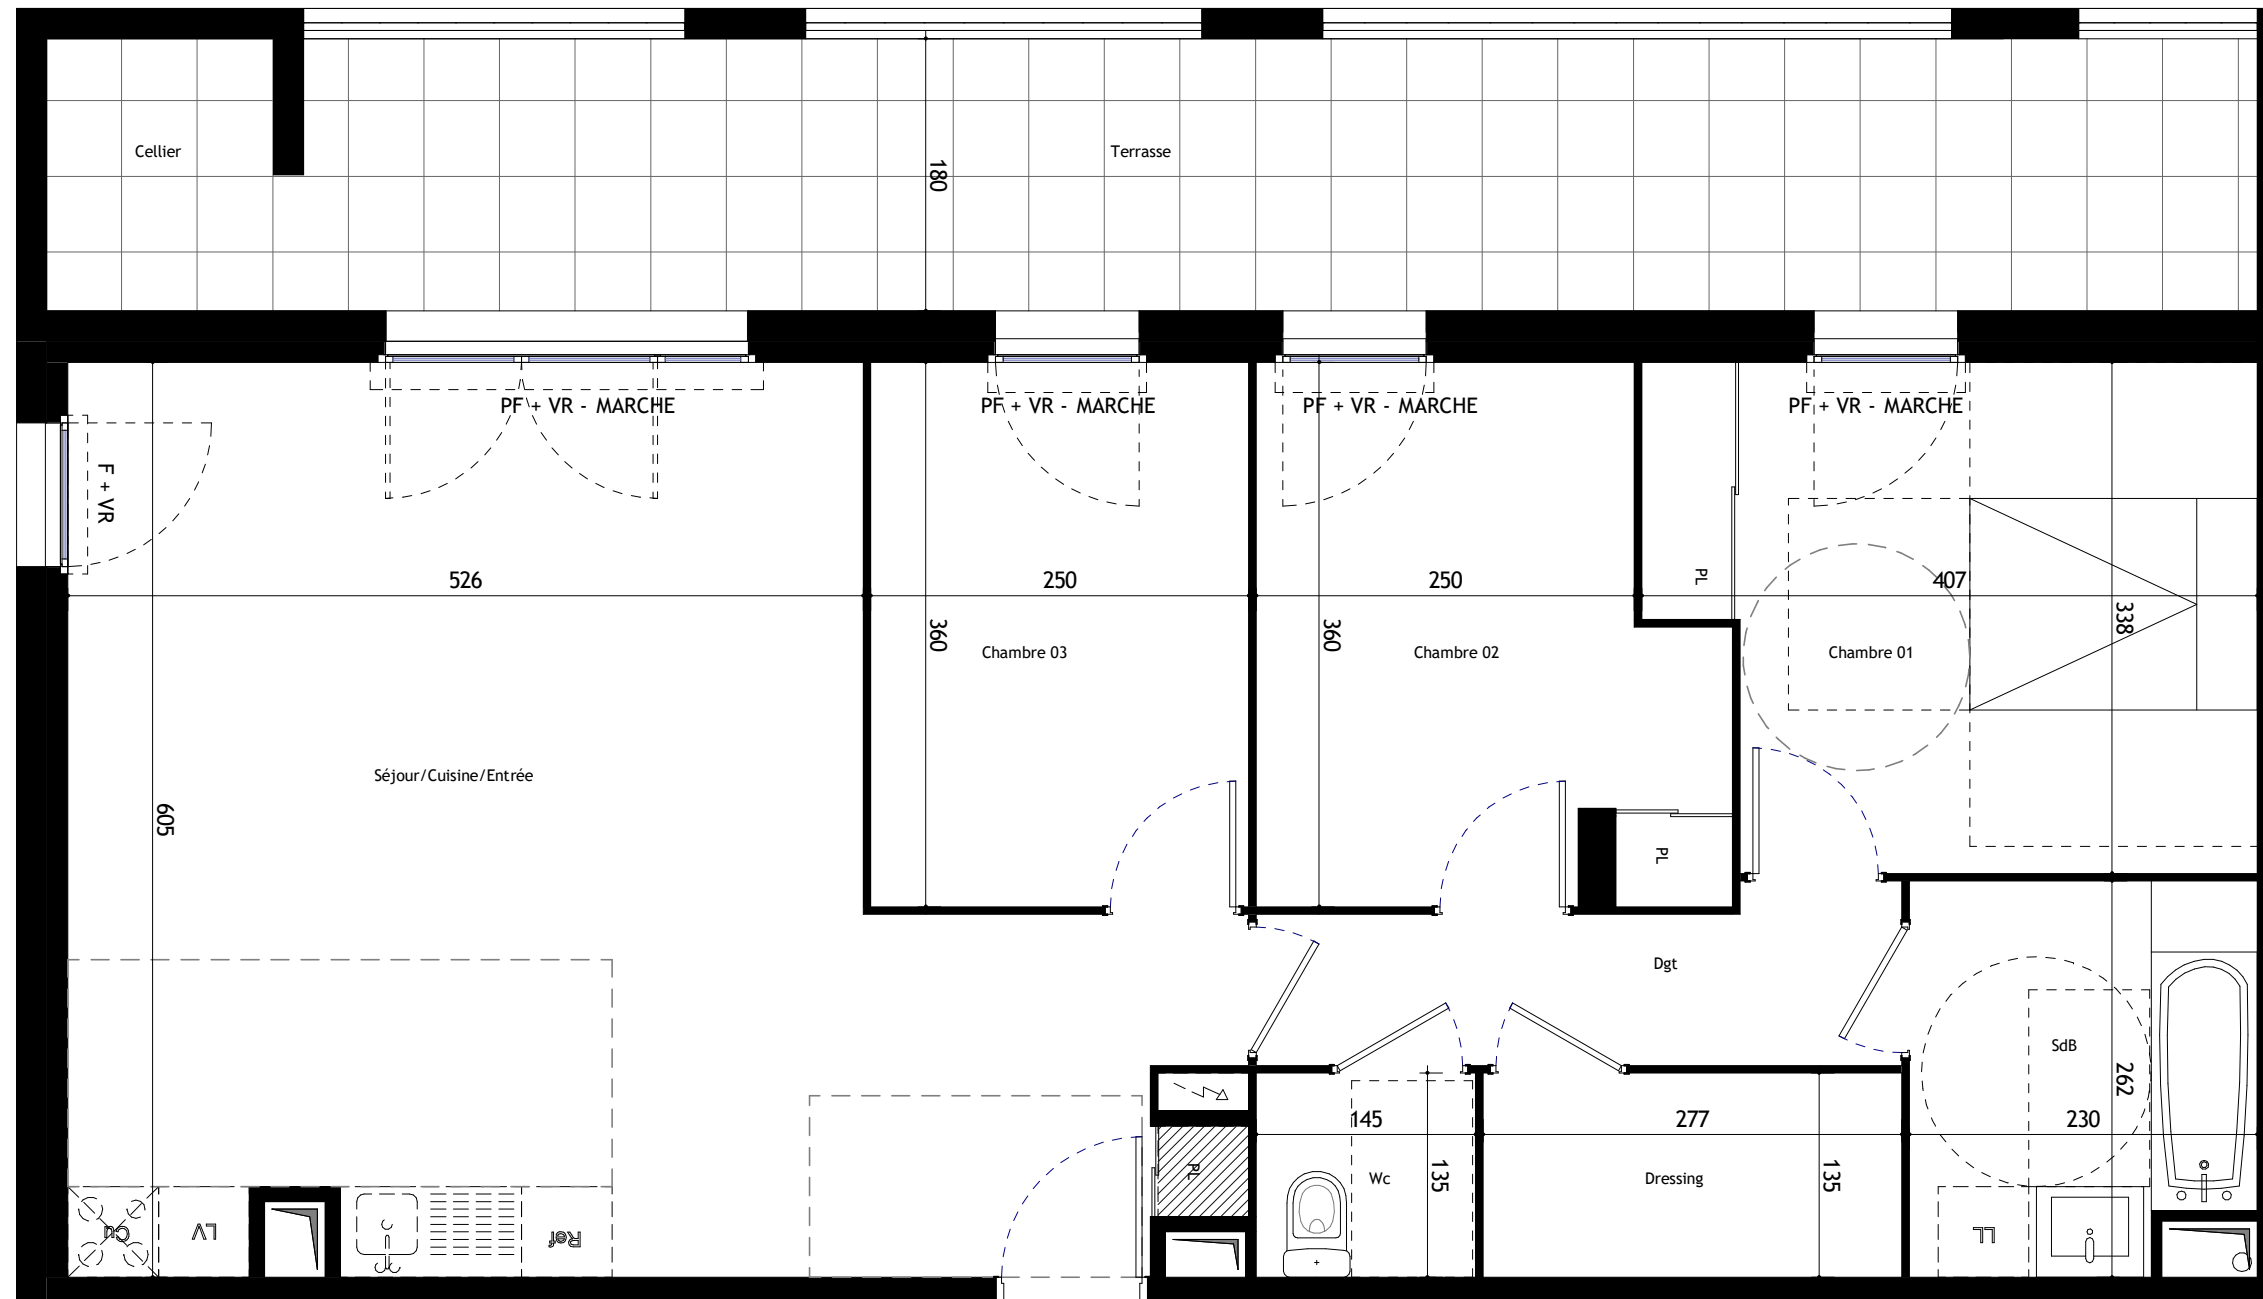 Cellier
Terrasse
180
PF + VR - MARCHE
PF + VR - MARCHE
PF + VR - MARCHE
PF + VR - MARCHE
F + VR
526
250
250
PL
407
360
360
338
Chambre 03
Chambre 02
Chambre 01
Séjour/Cuisine/Entrée
605
PL
Dgt
SdB
262
145
277
230
PL
Wc
135
Dressing
135
Cu
LV
Ref
LL